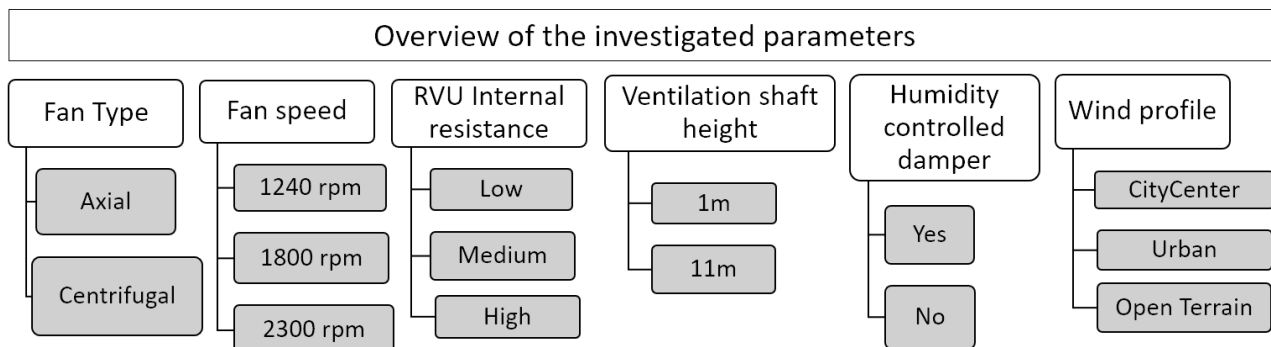 Overview of the investigated parameters
Fan Type
Axial
Centrifugal
Fan speed
1240 rpm
1800 rpm
2300 rpm
RVU Internal
resistance
Low
Medium
High
Ventilation shaft
height
1m
11m
Humidity
controlled
damper
Yes
No
Wind profile
CityCenter
Urban
Open Terrain